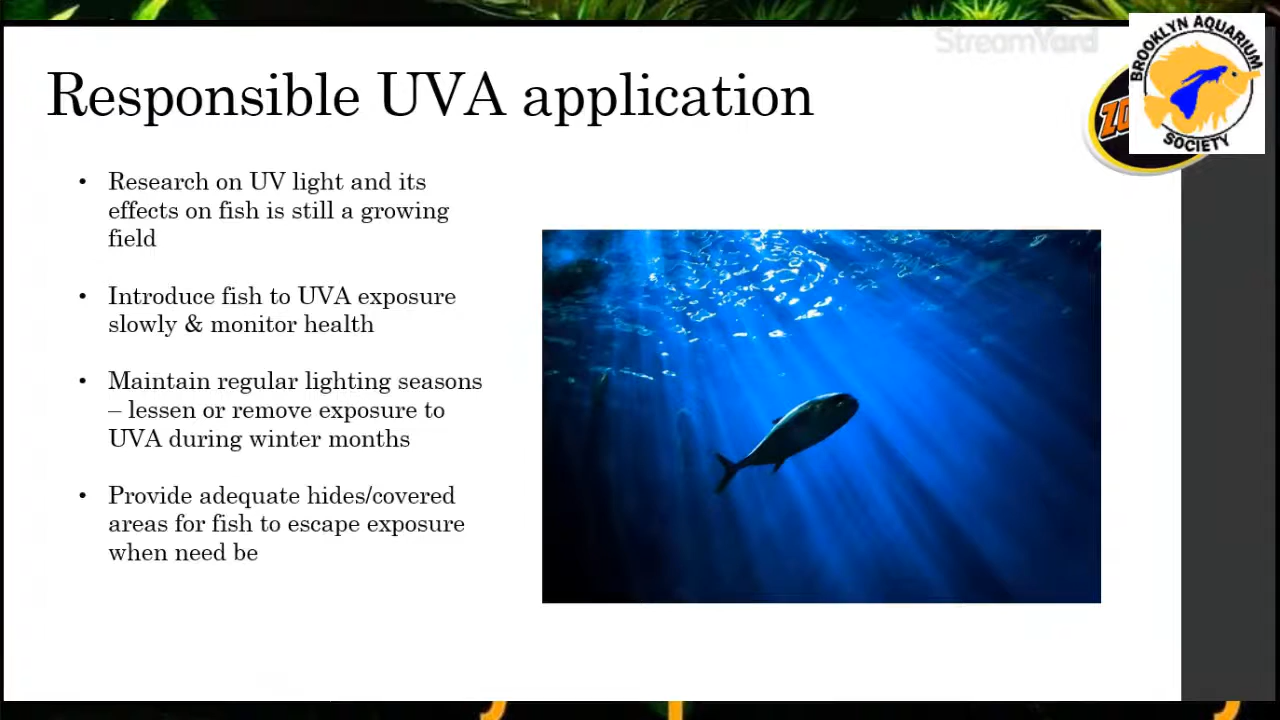 StreamYard
BROOKLYN AQUARIUM
SOCIETY
ZO
Responsible UVA application
• Research on UV light and its
effects on fish is still a growing
field
• Introduce fish to UVA exposure
slowly & monitor health
• Maintain regular lighting seasons
– lessen or remove exposure to
UVA during winter months
• Provide adequate hides/covered
areas for fish to escape exposure
when need be